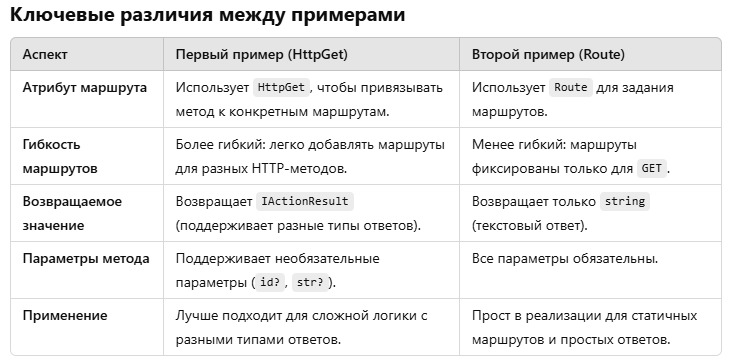 Ключевые различия между примерами
Аспект Первый пример (HttpGet) Второй пример (Route)
Атрибут маршрута Использует HttpGet, чтобы привязывать Использует Route для задания
метод к конкретным маршрутам. маршрутов.
Гибкость Более гибкий: легко добавлять маршруты Менее гибкий: маршруты
маршрутов для разных HTTP-методов. фиксированы только для GET.
Возвращаемое Возвращает IActionResult Возвращает только string
значение (поддерживает разные типы ответов). (текстовый ответ).
Параметры метода Поддерживает необязательные Все параметры обязательны.
параметры (id?, str?).
Применение Лучше подходит для сложной логики с Прост в реализации для статичных
разными типами ответов. маршрутов и простых ответов.